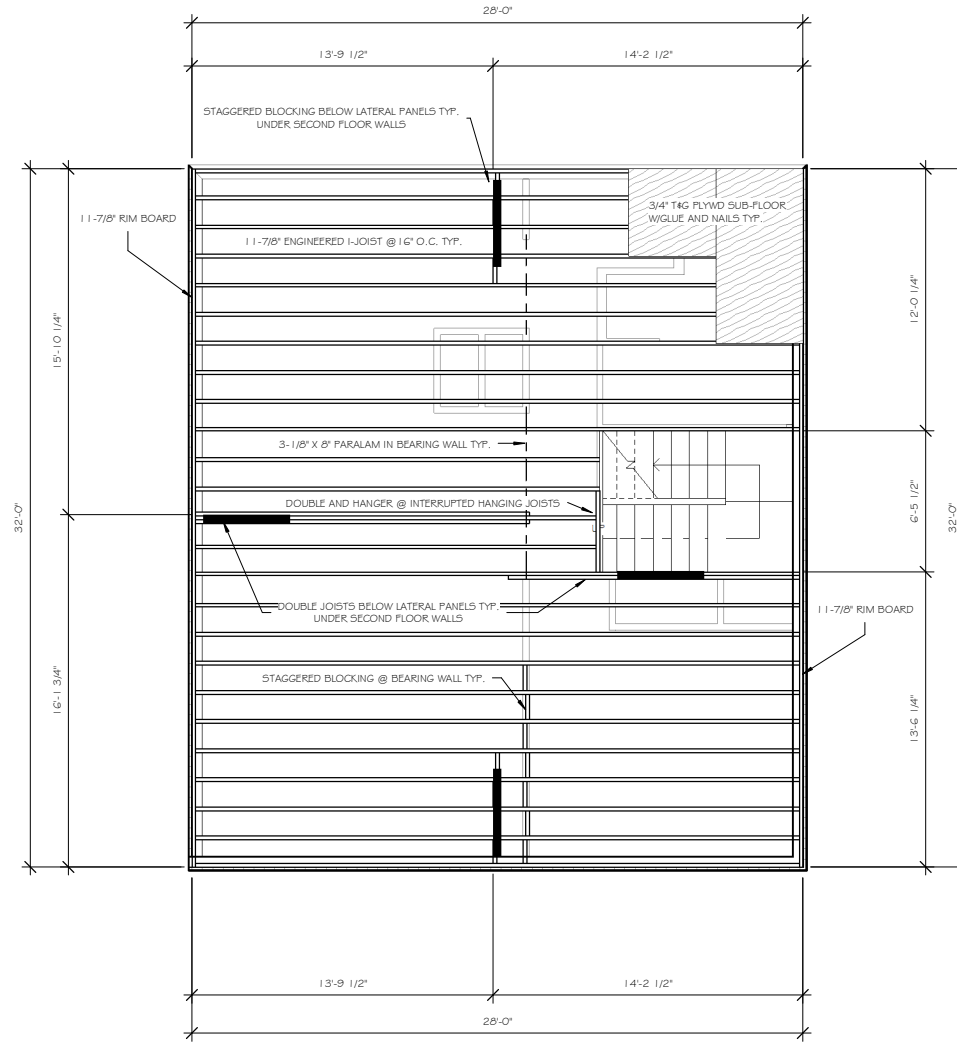 28'-0"
13'-9 1/2"
14'-2 1/2"
STAGGERED BLOCKING BELOW LATERAL PANELS TYP.
UNDER SECOND FLOOR WALLS
3/4" T&G PLYWD SUB-FLOOR
W/GLUE AND NAILS TYP.
11-7/8" RIM BOARD
11-7/8" ENGINEERED I-JOIST @ 16" O.C. TYP.
12'-0 1/4"
15'-10 1/4"
3-1/8" X 8" PARALAM IN BEARING WALL TYP.
DOUBLE AND HANGER @ INTERRUPTED HANGING JOISTS
6'-5 1/2"
32'-0"
32'-0"
UP
DOUBLE JOISTS BELOW LATERAL PANELS TYP.
UNDER SECOND FLOOR WALLS
11-7/8" RIM BOARD
STAGGERED BLOCKING @ BEARING WALL TYP.
16'-1 3/4"
13'-6 1/4"
13'-9 1/2"
14'-2 1/2"
28'-0"